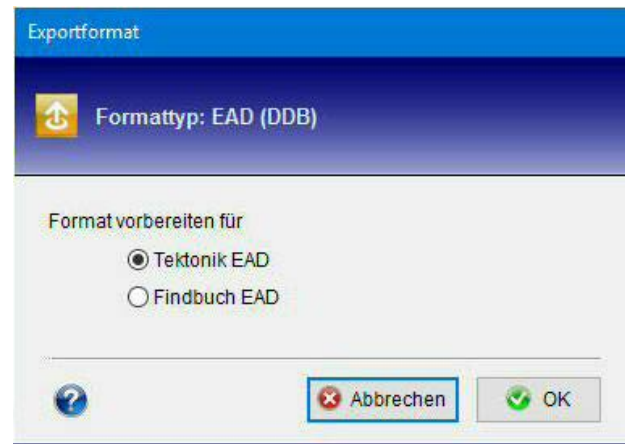 Exportformat
Formattyp: EAD (DDB)
Format vorbereiten für
Tektonik EAD
Findbuch EAD
Abbrechen
OK